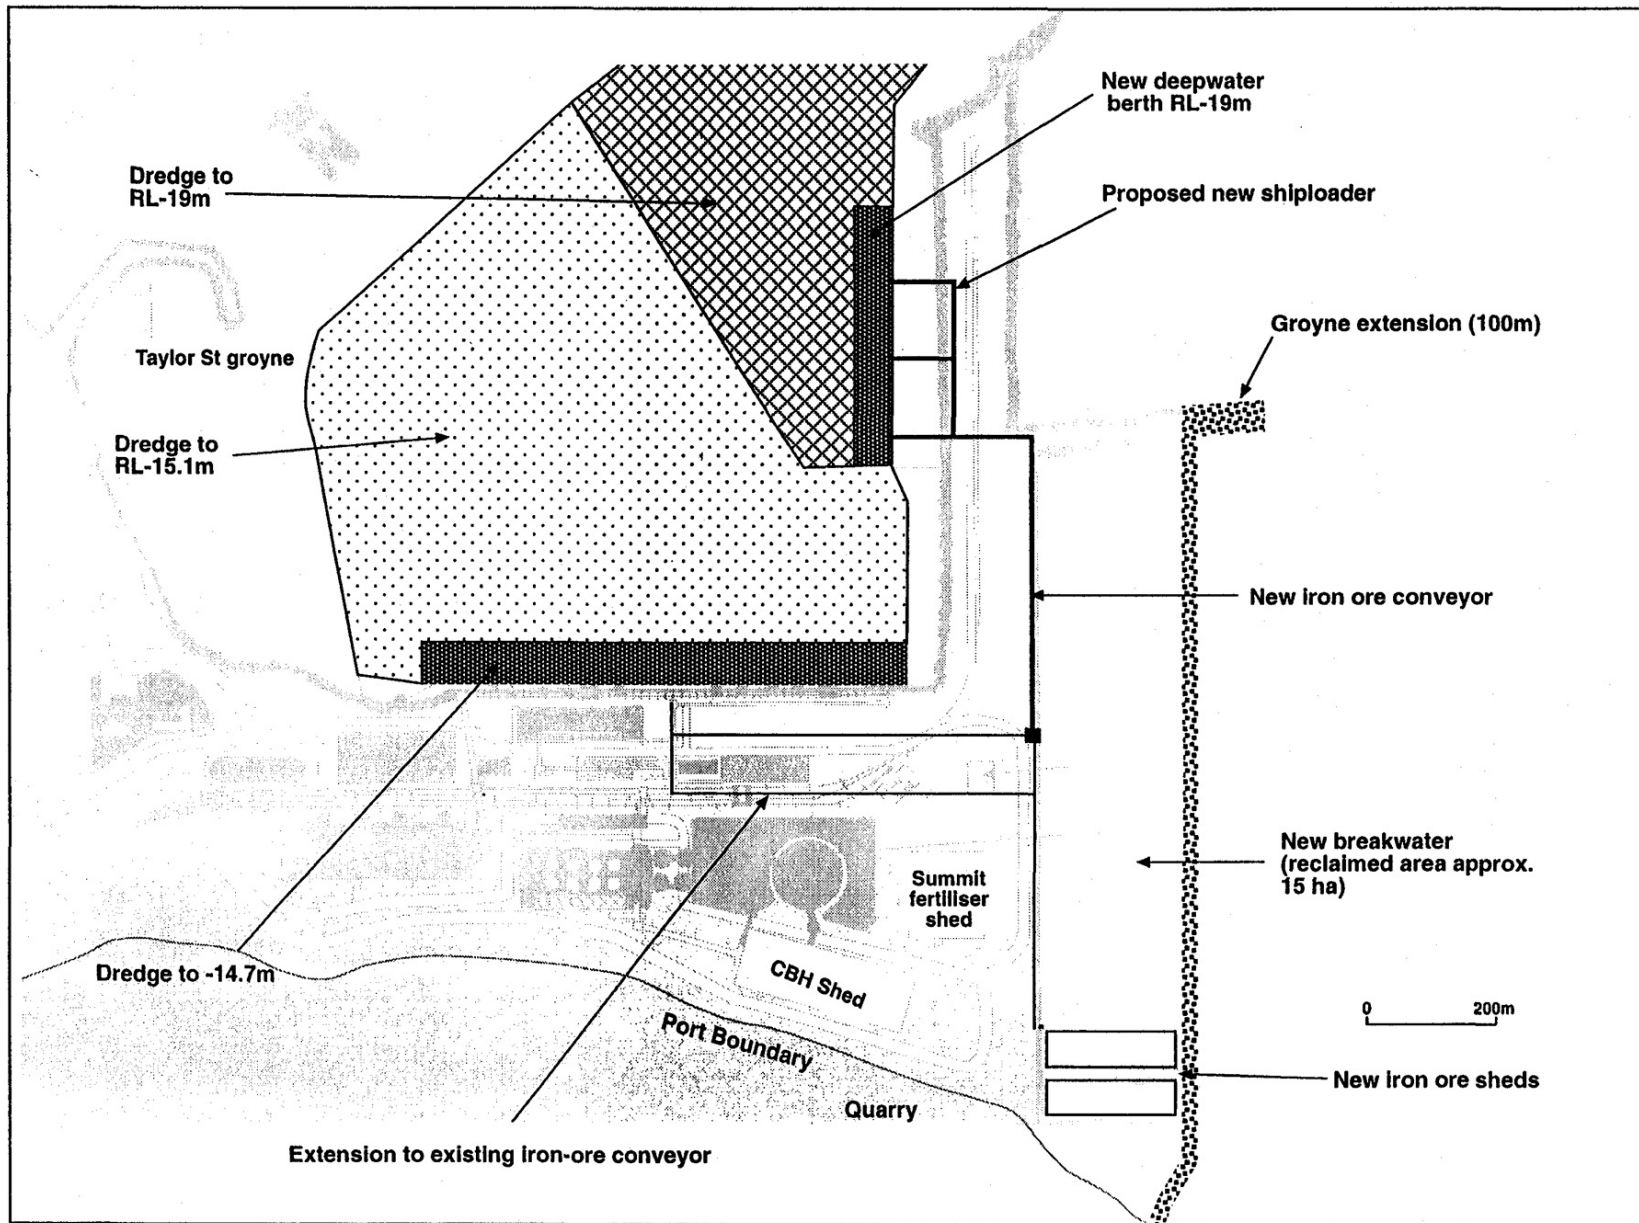 New deepwater
berth RL-19m
Dredge to
RL-19m
Proposed new shiploader
Groyne extension (100m)
Taylor St groyne
Dredge to
RL-15.1m
New iron ore conveyor
New breakwater
(reclaimed area approx.
15 ha)
Summit
fertiliser
shed
Dredge to -14.7m
CBH Shed
0 200m
Port Boundary
New iron ore sheds
Quarry
Extension to existing iron-ore conveyor